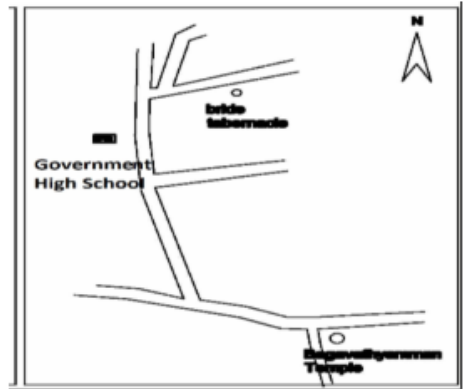 N
bride
tabernacle
Government
High School
Temple